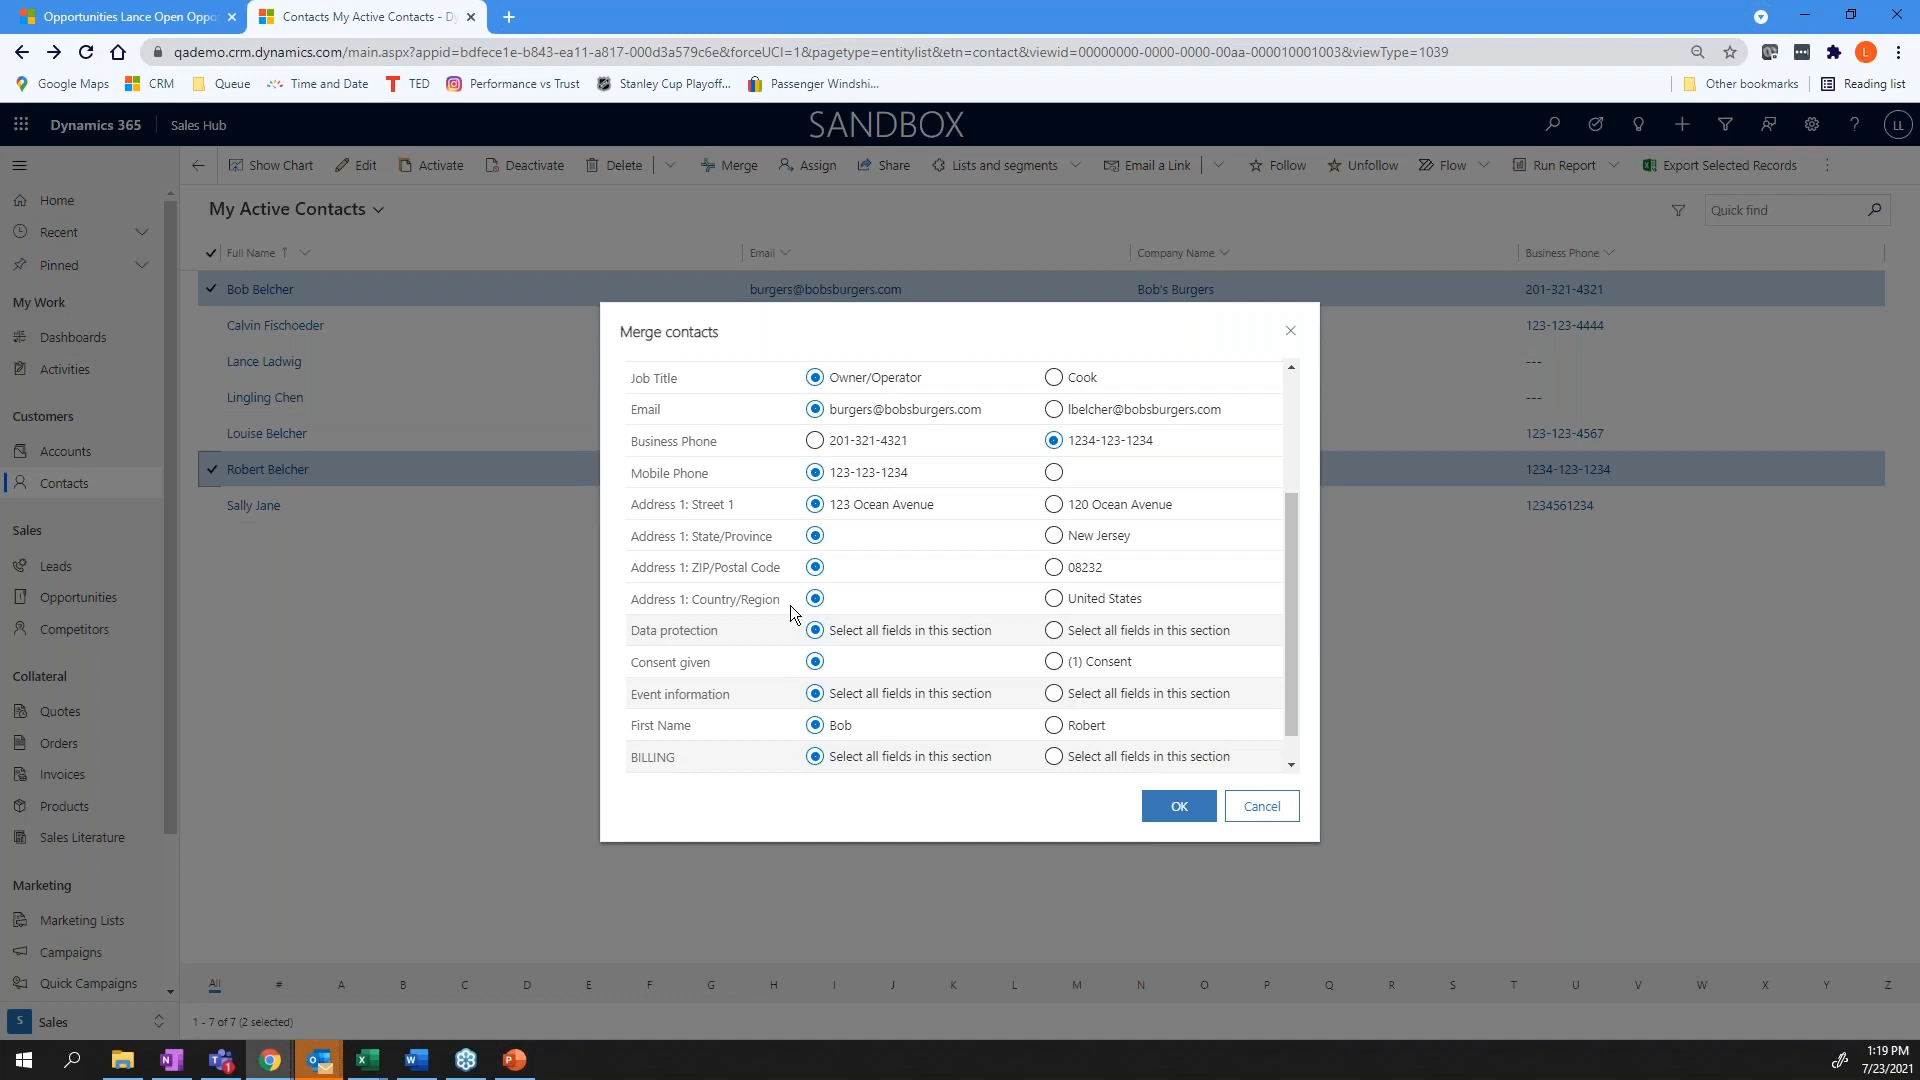 Opportunities Lance Open Oppo
Contacts My Active Contacts - Dy
qademo.crm.dynamics.com/main.aspx?appid=bdfece1e-b843-ea11-a817-000d3a579c6e&forceUCI=1&pagetype=entitylist&etn=contact&viewid=00000000-0000-0000-00aa-000010001003&viewType=1039
L
Google Maps
CRM
Queue
Time and Date
TED
Performance vs Trust
Stanley Cup Playoff...
Passenger Windshi...
Other bookmarks
Reading list
Dynamics 365
Sales Hub
SANDBOX
LL
Show Chart
Edit
Activate
Deactivate
Delete
Merge
Assign
Share
Lists and segments
Email a Link
Follow
Unfollow
Flow
Run Report
Export Selected Records
Home
Recent
Pinned
My Work
Dashboards
Activities
Customers
Accounts
Contacts
Sales
Leads
Opportunities
Competitors
Collateral
Quotes
Orders
Invoices
Products
Sales Literature
Marketing
Marketing Lists
Campaigns
Quick Campaigns
S Sales
My Active Contacts
Quick find
Full Name ↑
Email
Company Name
Business Phone
Bob Belcher
burgers@bobsburgers.com
Bob's Burgers
201-321-4321
Calvin Fischoeder
123-123-4444
Lance Ladwig
---
Lingling Chen
---
Louise Belcher
123-123-4567
Robert Belcher
1234-123-1234
Sally Jane
1234561234
Merge contacts
Job Title Owner/Operator Cook
Email burgers@bobsburgers.com lbelcher@bobsburgers.com
Business Phone 201-321-4321 1234-123-1234
Mobile Phone 123-123-1234
Address 1: Street 1 123 Ocean Avenue 120 Ocean Avenue
Address 1: State/Province New Jersey
Address 1: ZIP/Postal Code 08232
Address 1: Country/Region United States
Data protection Select all fields in this section Select all fields in this section
Consent given (1) Consent
Event information Select all fields in this section Select all fields in this section
First Name Bob Robert
BILLING Select all fields in this section Select all fields in this section
OK
Cancel
All # A B C D E F G H I J K L M N O P Q R S T U V W X Y Z
1 - 7 of 7 (2 selected)
1:19 PM
7/23/2021